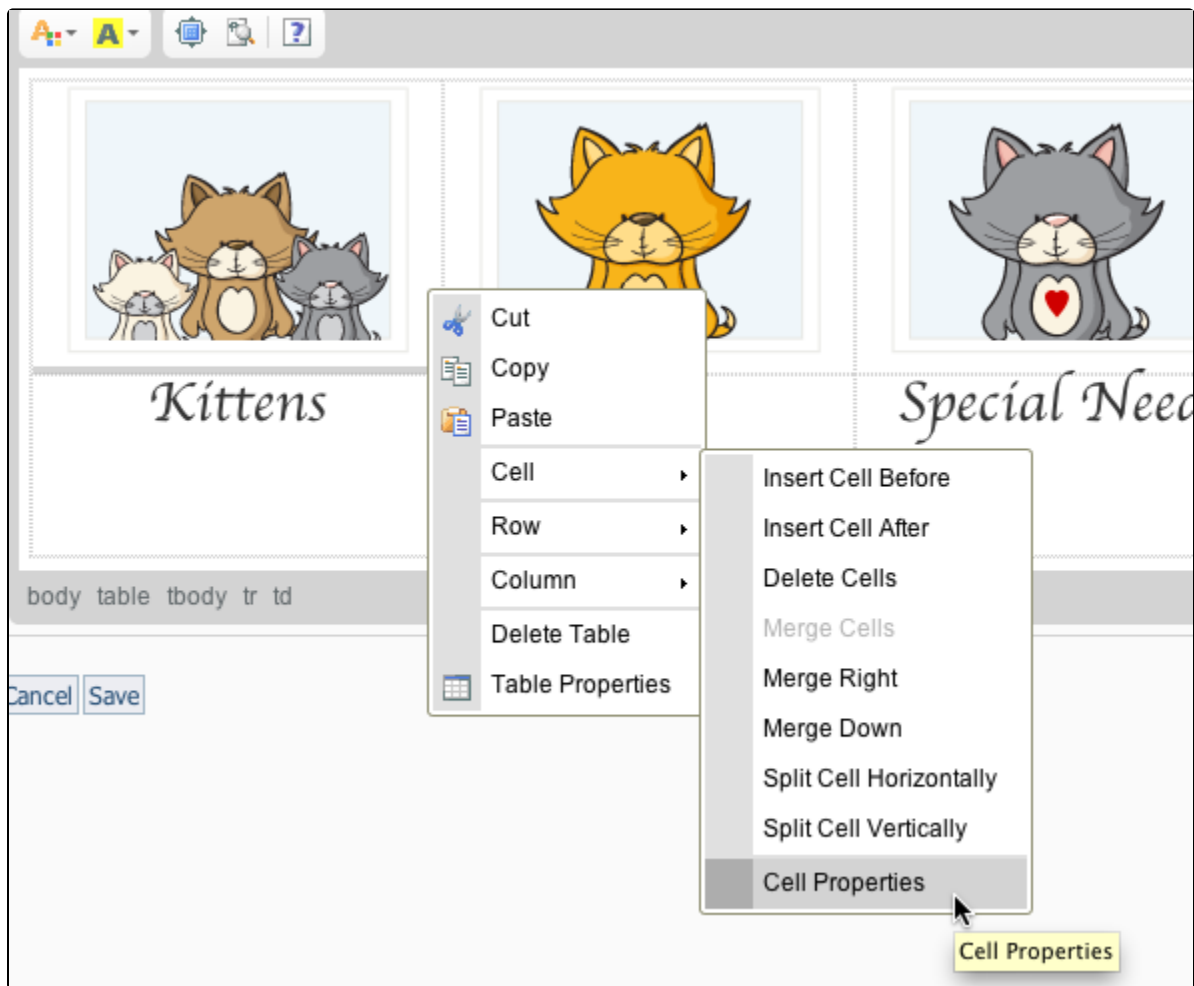 A
A
?
Kittens
Special Need
Cut
Copy
Paste
Cell
Row
Column
Delete Table
Table Properties
Insert Cell Before
Insert Cell After
Delete Cells
Merge Cells
Merge Right
Merge Down
Split Cell Horizontally
Split Cell Vertically
Cell Properties
Cell Properties
body table tbody tr td
Cancel Save